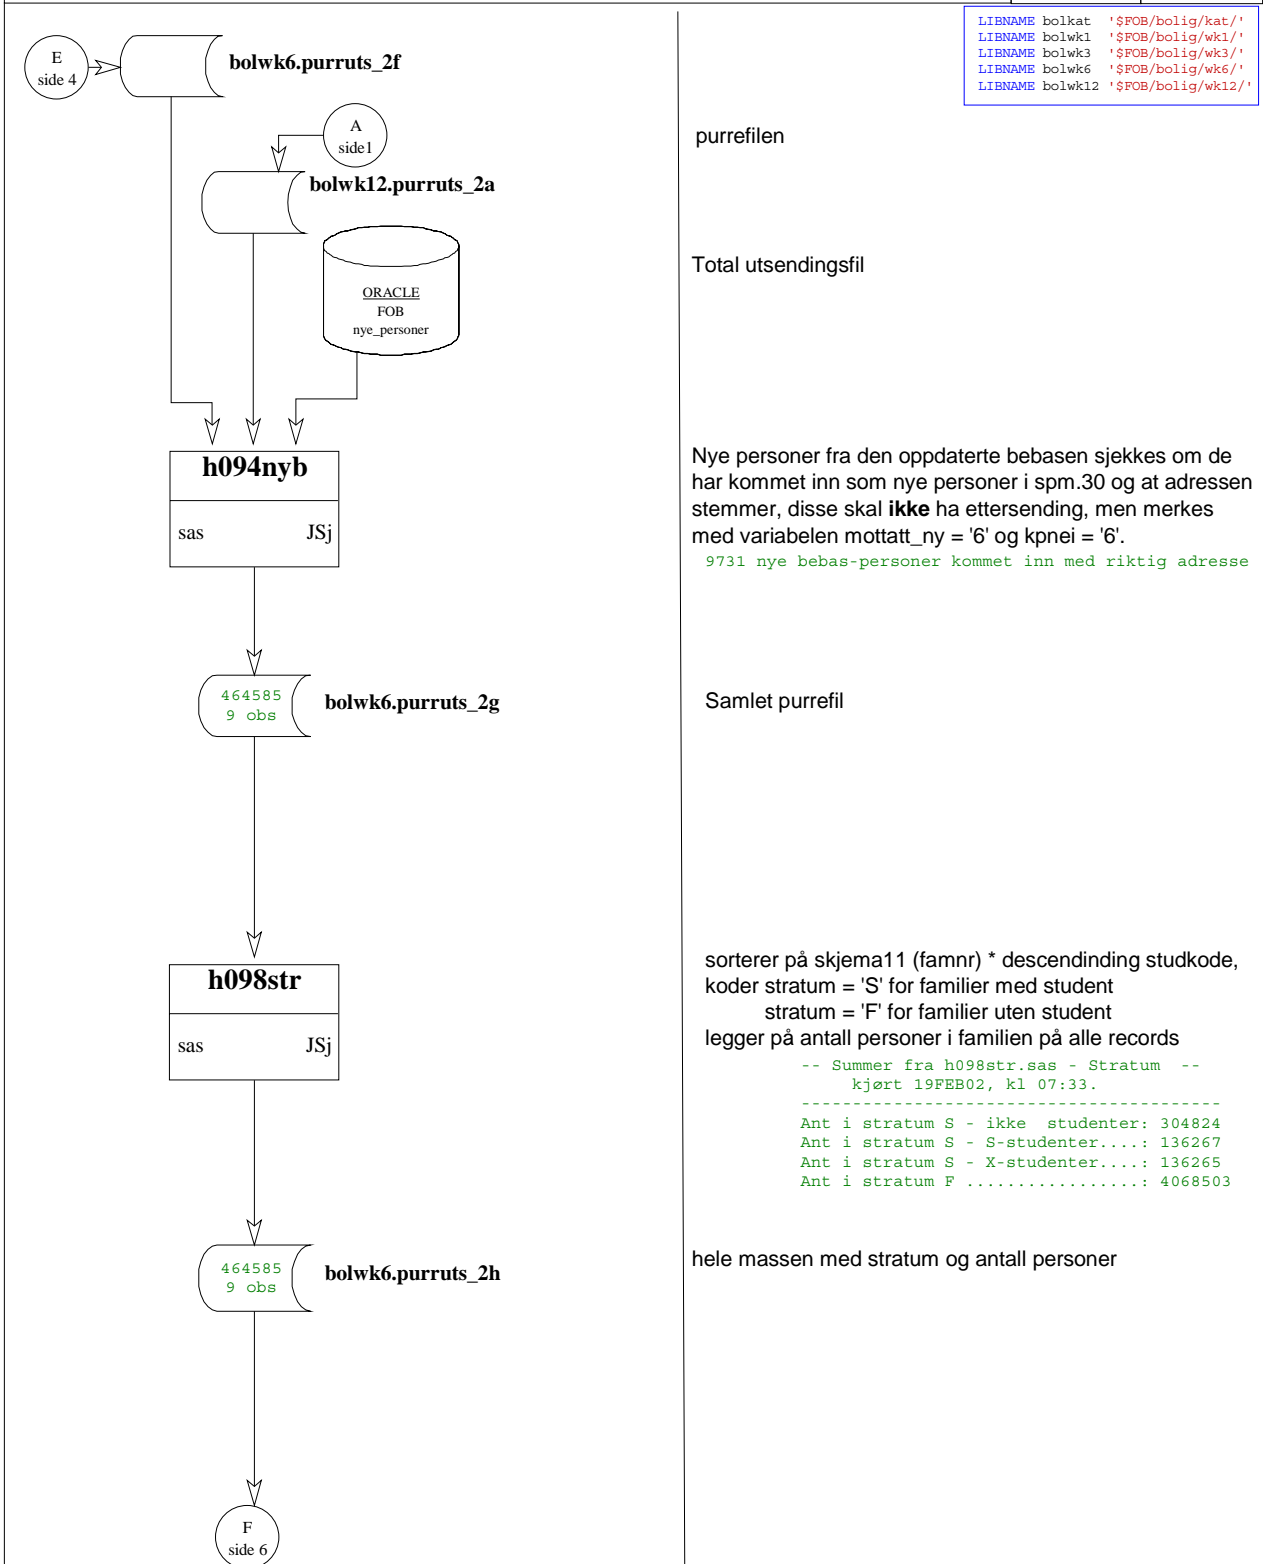 LIBNAME bolkat '$FOB/bolig/kat/'
LIBNAME bolwk1 '$FOB/bolig/wk1/'
LIBNAME bolwk3 '$FOB/bolig/wk3/'
LIBNAME bolwk6 '$FOB/bolig/wk6/'
LIBNAME bolwk12 '$FOB/bolig/wk12/'
E
side 4
bolwk6.purruts_2f
A
side1
purrefilen
bolwk12.purruts_2a
Total utsendingsfil
ORACLE
FOB
nye_personer
h094nyb
sas JSj
Nye personer fra den oppdaterte bebasen sjekkes om de
har kommet inn som nye personer i spm.30 og at adressen
stemmer, disse skal ikke ha ettersending, men merkes
med variabelen mottatt_ny = '6' og kpnei = '6'.
9731 nye bebas-personer kommet inn med riktig adresse
464585
9 obs
bolwk6.purruts_2g
Samlet purrefil
h098str
sas JSj
sorterer på skjema11 (famnr) * descendinding studkode,
koder stratum = 'S' for familier med student
stratum = 'F' for familier uten student
legger på antall personer i familien på alle records
-- Summer fra h098str.sas - Stratum --
kjørt 19FEB02, kl 07:33.
-----------------------------------------
Ant i stratum S - ikke studenter: 304824
Ant i stratum S - S-studenter....: 136267
Ant i stratum S - X-studenter....: 136265
Ant i stratum F .................: 4068503
464585
9 obs
bolwk6.purruts_2h
hele massen med stratum og antall personer
F
side 6